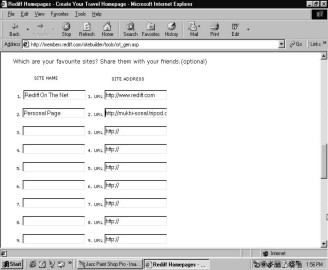 Rediff Homepages - Create Your Travel Homepage - Microsoft Internet Explorer
File Edit View Favorites Tools Help
Back Stop Refresh Home Search Favorites History Mail Print Edit
Address http://members.rediff.com/sitebuilder/tools/ Go Links »
Which are your favourite sites? Share them with your friends.(optional)
SITE NAME SITE ADDRESS
1. Rediff On The Net 1. URL http://www.rediff.com
2. Personal Page 2. URL http://mukhi-sonal.tripod.c
3. 3. URL http://
4. 4. URL http://
5. 5. URL http://
6. 6. URL http://
7. 7. URL http://
8. 8. URL http://
9. 9. URL http://
Internet
Start Jasc Paint Shop Pro - Ima... Rediff Homepages - ... 1:56 PM